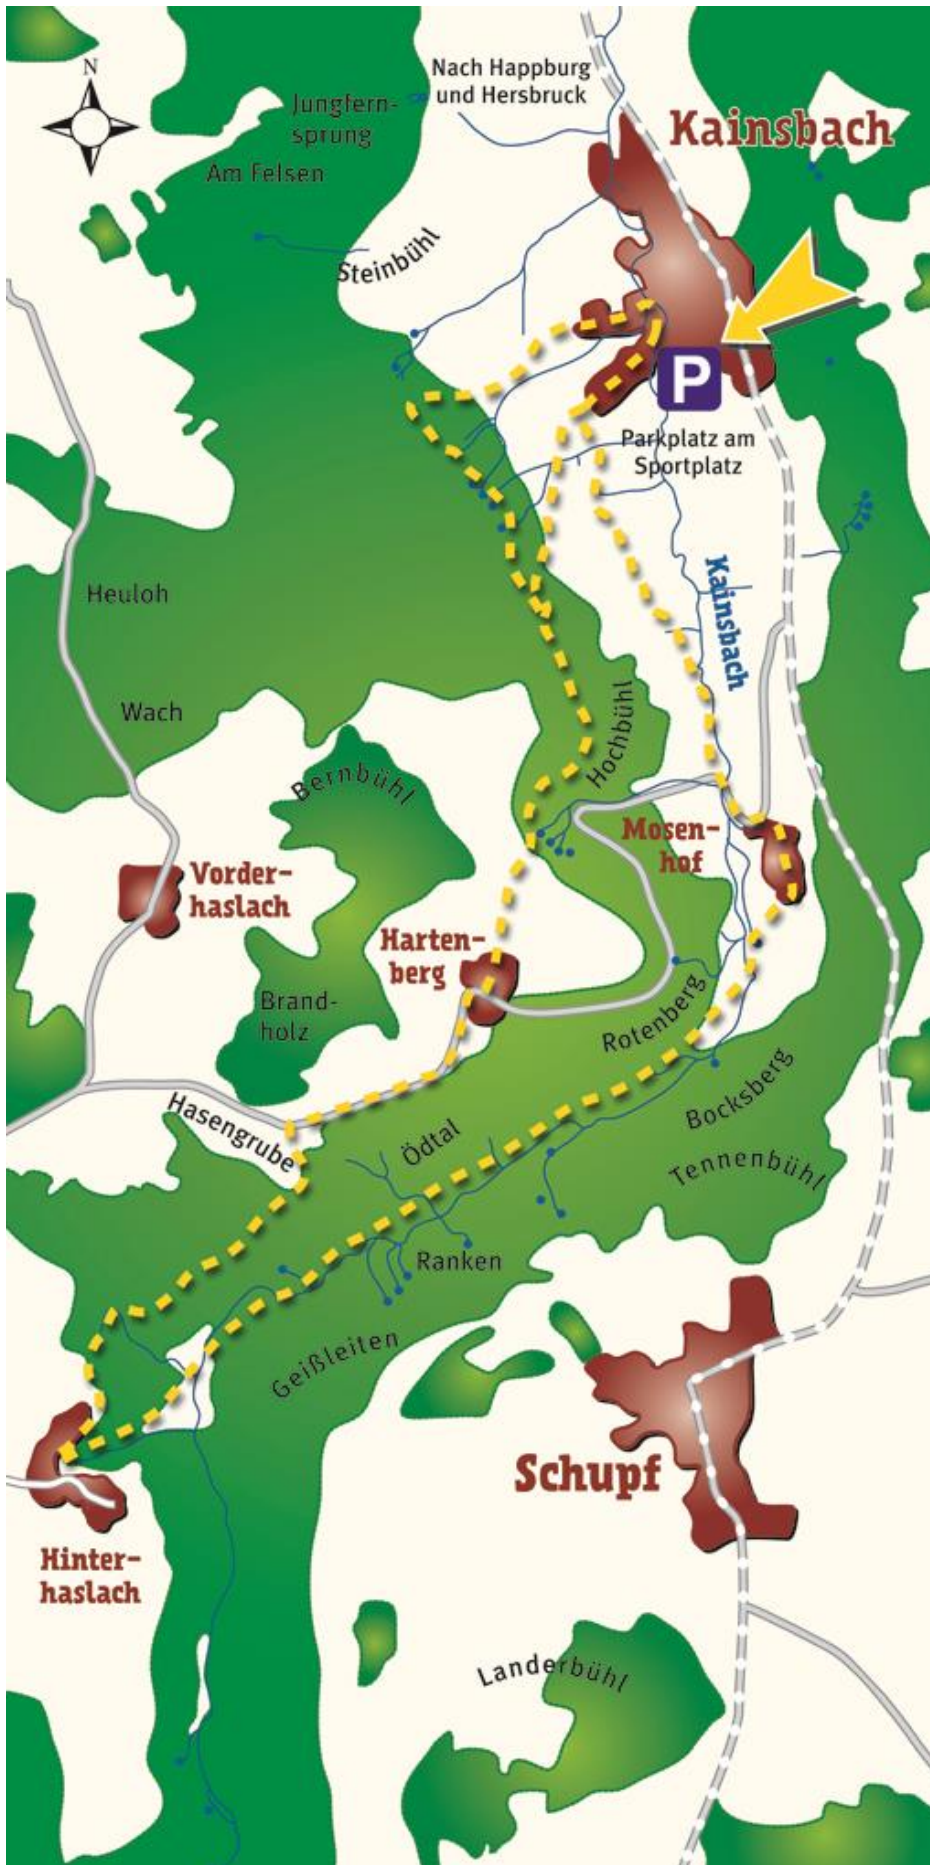 N
Nach Happburg
und Hersbruck
Jungfern-
sprung
Kainsbach
Am Felsen
Steinbühl
P
Parkplatz am
Sportplatz
Kainsbach
Heuloh
Wach
Hochbühl
Bernbühl
Mosen-
hof
Vorder-
haslach
Harten-
berg
Brand-
holz
Rotenberg
Bocksberg
Hasengrube
Ödtal
Tennenbühl
Ranken
Geißleiten
Schupf
Hinter-
haslach
Landerbühl